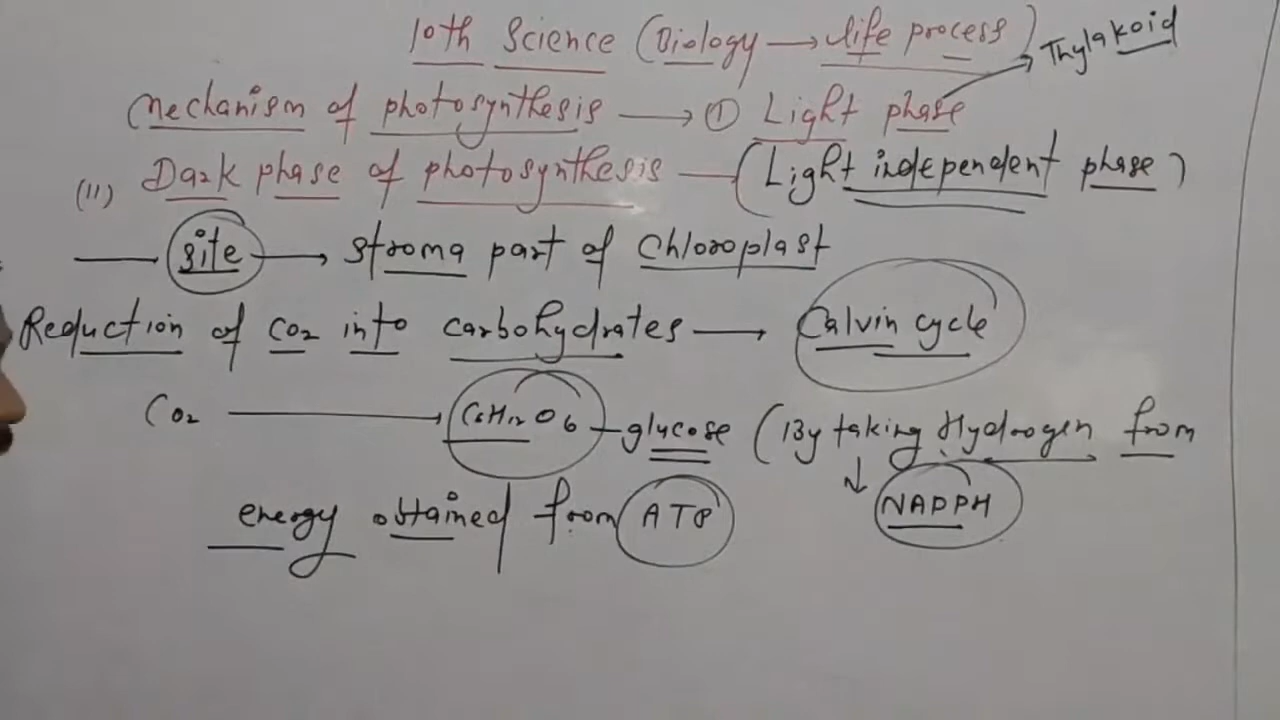 10th Science (Biology → life process)
Thylakoid
Mechanism of photosynthesis → ① Light phase
(II) Dark phase of photosynthesis — (Light independent phase)
— site → stroma part of Chloroplast
Reduction of CO2 into carbohydrates → Calvin cycle
CO2 → C6H12O6 – glucose (By taking Hydrogen from
↓ NADPH
energy obtained from ATP